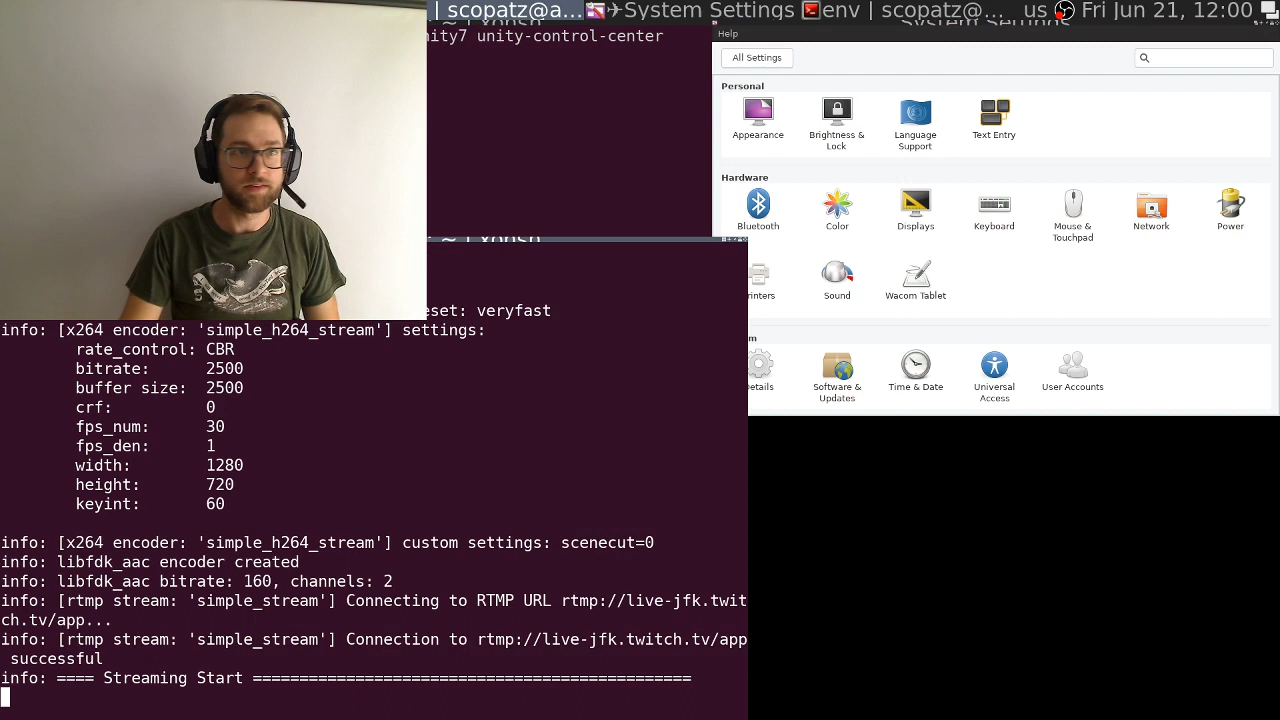 | scopatz@a... System Settings env | scopatz@... us Fri Jun 21, 12:00
System Settings
nity7 unity-control-center
Help
All Settings
Personal
Appearance
Brightness &
Lock
Language
Support
Text Entry
Hardware
Bluetooth
Color
Displays
Keyboard
Mouse &
Touchpad
Network
Power
~ | xonsh
rinters
Sound
Wacom Tablet
m
etails
Software &
Updates
Time & Date
Universal
Access
User Accounts
eset: veryfast
info: [x264 encoder: 'simple_h264_stream'] settings:
rate_control: CBR
bitrate: 2500
buffer size: 2500
crf: 0
fps_num: 30
fps_den: 1
width: 1280
height: 720
keyint: 60
info: [x264 encoder: 'simple_h264_stream'] custom settings: scenecut=0
info: libfdk_aac encoder created
info: libfdk_aac bitrate: 160, channels: 2
info: [rtmp stream: 'simple_stream'] Connecting to RTMP URL rtmp://live-jfk.twit
ch.tv/app...
info: [rtmp stream: 'simple_stream'] Connection to rtmp://live-jfk.twitch.tv/app
successful
info: ==== Streaming Start ===============================================